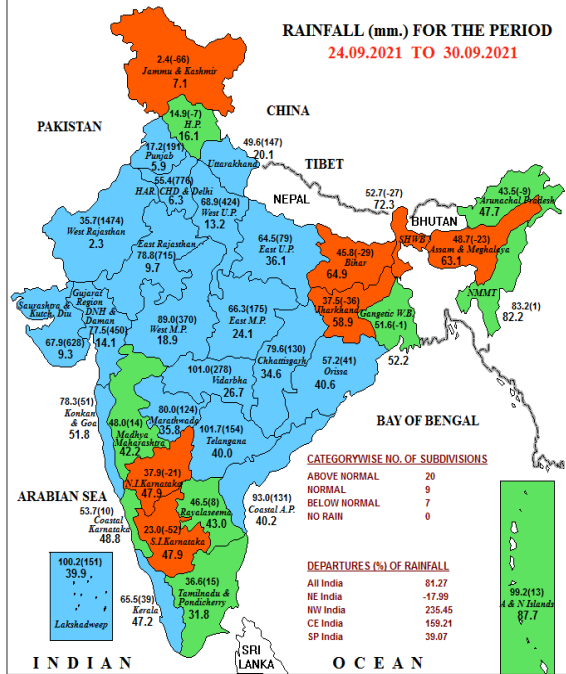 RAINFALL (mm.) FOR THE PERIOD
24.09.2021 TO 30.09.2021
2.4(-66)
Jammu & Kashmir
7.1
CHINA
PAKISTAN
14.9(-7)
H.P.
16.1
17.2(191)
Punjab
5.9
49.6(147)
Uttarakhand
20.1
TIBET
55.4(776)
HAR. CHD & Delhi
6.3
68.9(424)
West U.P.
13.2
NEPAL
52.7(-27)
72.3
BHUTAN
43.5(-9)
Arunachal Pradesh
47.7
35.7(1474)
West Rajasthan
2.3
East Rajasthan
78.8(715)
9.7
64.5(79)
East U.P.
36.1
45.8(-29)
Bihar
64.9
SHWB
48.7(-23)
Assam & Meghalaya
63.1
NMMT
83.2(1)
82.2
Saurashtra &
Kutch, Diu
67.9(628)
9.3
Gujarat
Region
DNH &
Daman
77.5(450)
14.1
89.0(370)
West M.P.
18.9
66.3(175)
East M.P.
24.1
37.5(-36)
Jharkhand
58.9
Gangetic W.B.
51.6(-1)
52.2
79.6(130)
Chhattisgarh
34.6
57.2(41)
Orissa
40.6
101.0(278)
Vidarbha
26.7
78.3(51)
Konkan
& Goa
51.8
48.0(14)
Madhya
Maharashtra
42.2
80.0(124)
Marathwada
35.8
101.7(154)
Telangana
40.0
BAY OF BENGAL
37.9(-21)
N.I.Karnataka
47.9
ARABIAN SEA
53.7(10)
Coastal
Karnataka
48.8
46.5(8)
Rayalaseema
43.0
93.0(131)
Coastal A.P.
40.2
23.0(-52)
S.I.Karnataka
47.9
CATEGORYWISE NO. OF SUBDIVISIONS
ABOVE NORMAL 20
NORMAL 9
BELOW NORMAL 7
NO RAIN 0
DEPARTURES (%) OF RAINFALL
All India 81.27
NE India -17.99
NW India 235.45
CE India 159.21
SP India 39.07
100.2(151)
39.9
Lakshadweep
65.5(39)
Kerala
47.2
36.6(15)
Tamilnadu &
Pondicherry
31.8
99.2(13)
A & N Islands
87.7
SRI
LANKA
INDIAN OCEAN